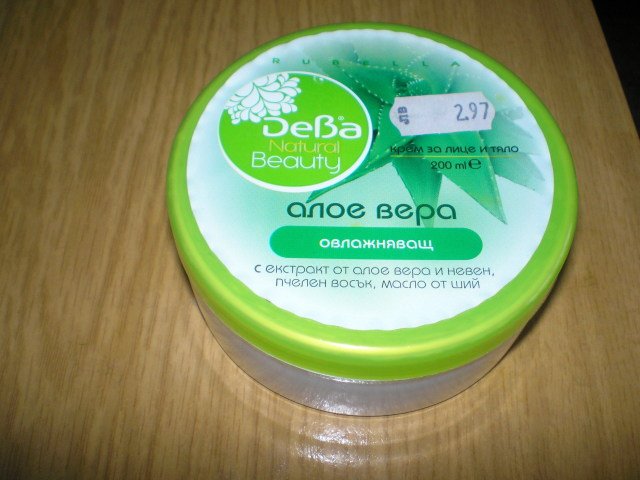 RUBELLA
DeBa®
Natural
Beauty
ЛВ 2.97
крем за лице и тяло
200 ml ℮
алое вера
овлажняващ
с екстракт от алое вера и невен,
пчелен восък, масло от ший